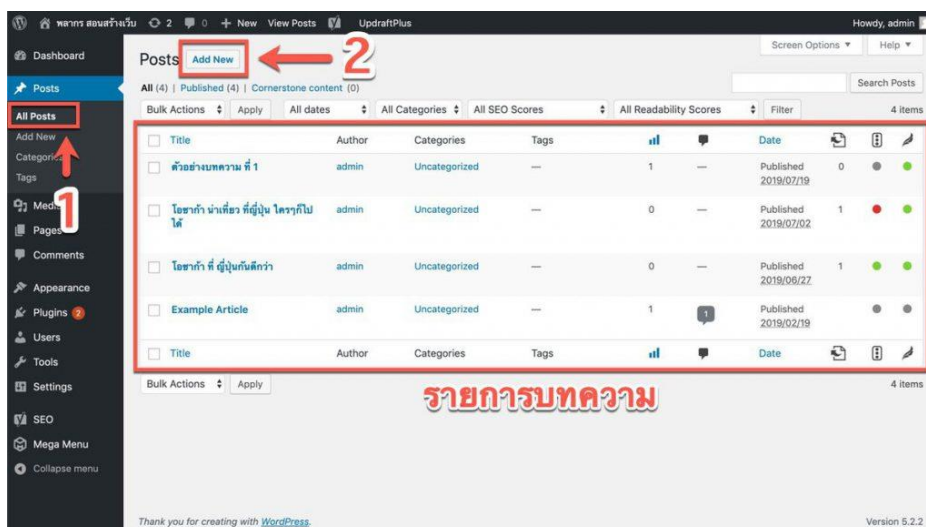 พลากร สอนสร้างเว็บ 2 0 + New View Posts UpdraftPlus Howdy, admin
Dashboard
Posts
All Posts
Add New
Categorie
Tags
1
Media
Pages
Comments
Appearance
Plugins 2
Users
Tools
Settings
SEO
Mega Menu
Collapse menu
Screen Options ▼ Help ▼
Posts Add New 2
All (4) | Published (4) | Cornerstone content (0)
Search Posts
Bulk Actions Apply All dates All Categories All SEO Scores All Readability Scores Filter 4 items
Title Author Categories Tags Date
ตัวอย่างบทความ ที่ 1 admin Uncategorized — 1 — Published 0
2019/07/19
โอซาก้า น่าเที่ยว ที่ญี่ปุ่น ใครๆก็ไป admin Uncategorized — 0 — Published 1
ได้ 2019/07/02
โอซาก้า ที่ ญี่ปุ่นกันดีกว่า admin Uncategorized — 0 — Published 1
2019/06/27
Example Article admin Uncategorized — 1 1 Published
2019/02/19
Title Author Categories Tags Date
Bulk Actions Apply 4 items
รายการบทความ
Thank you for creating with WordPress. Version 5.2.2